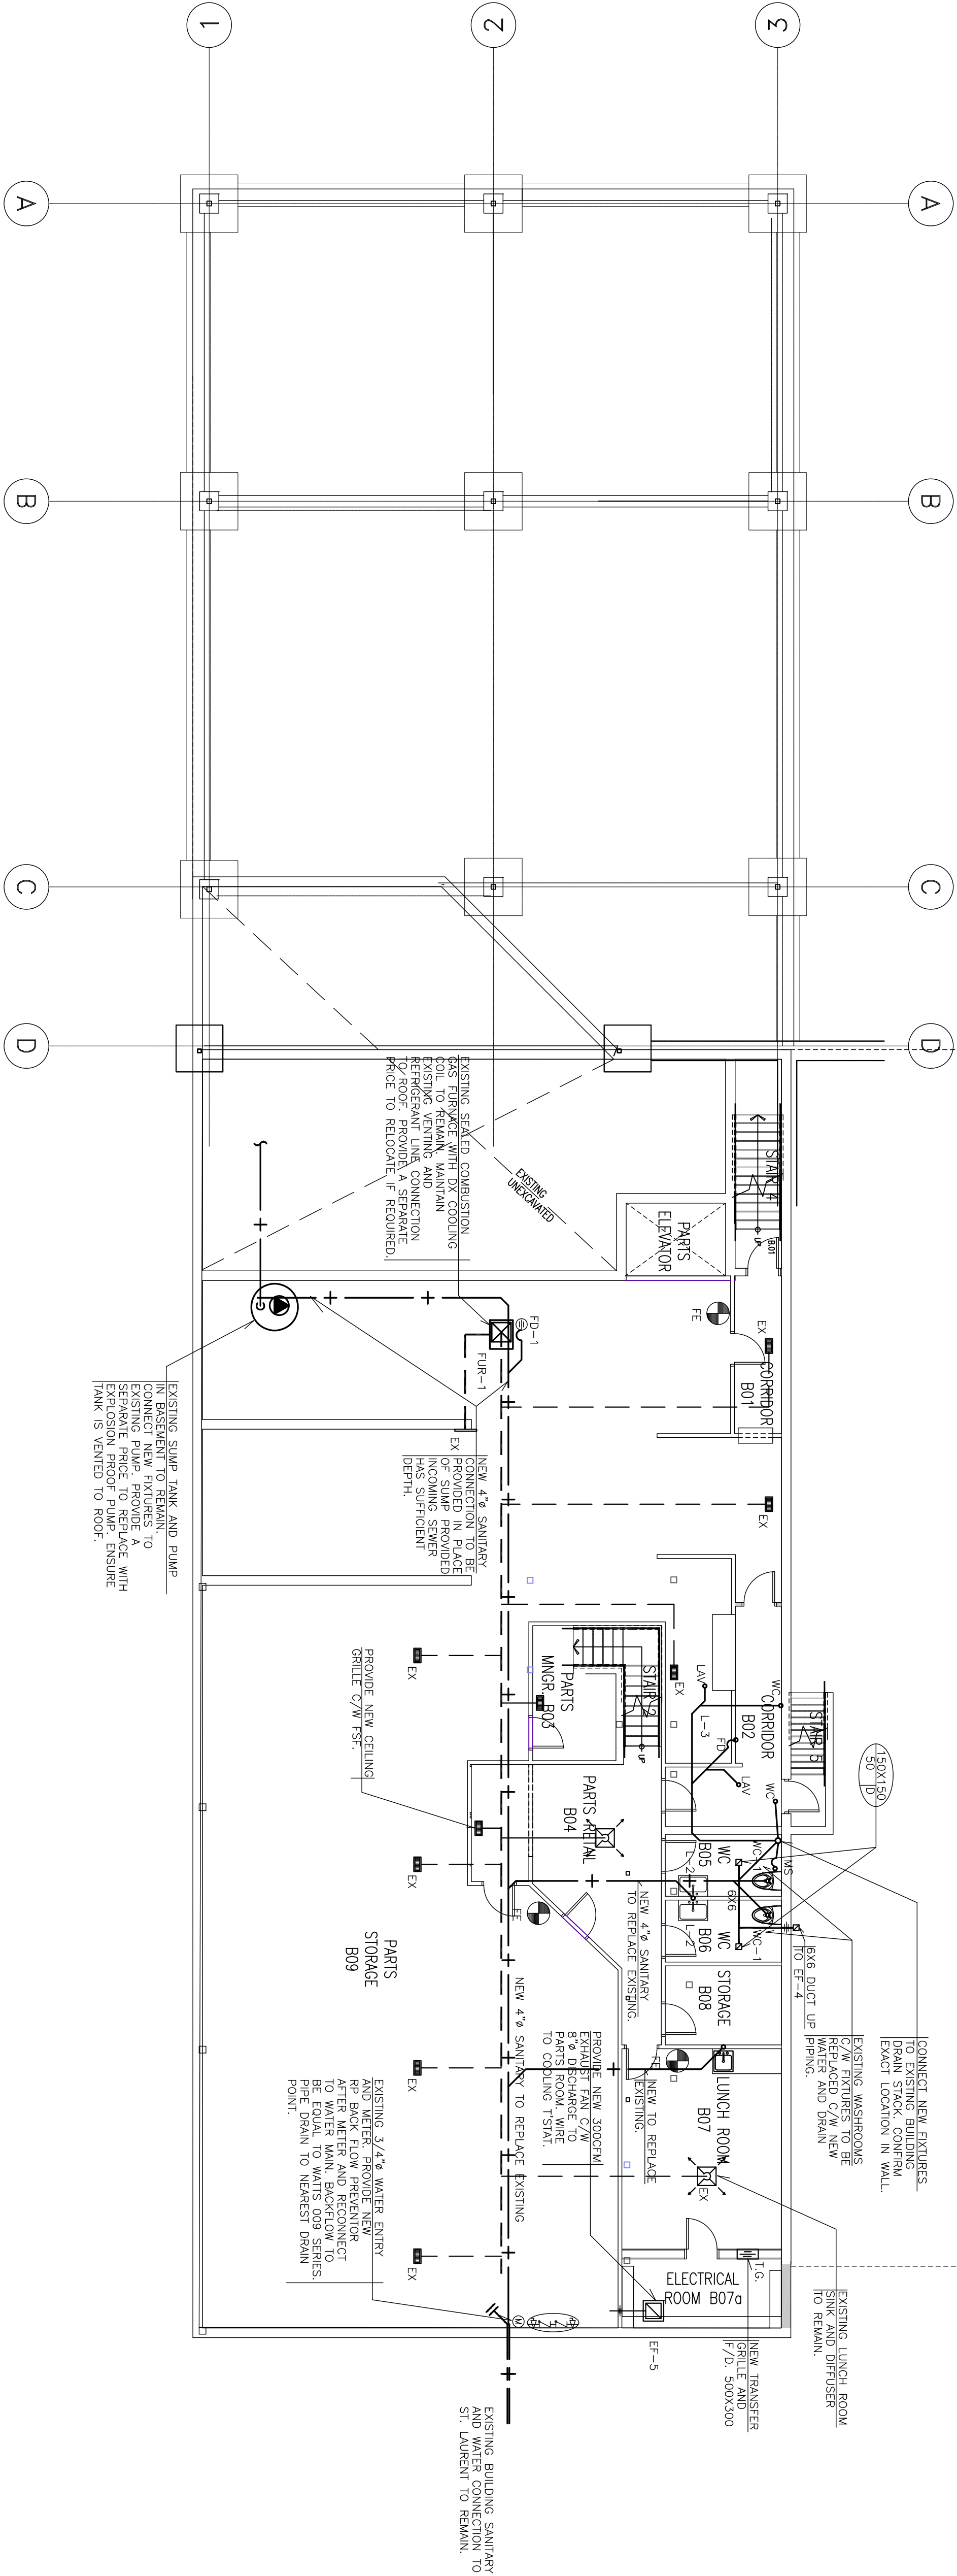 1
2
3
A
A
B
B
C
C
D
D
CONNECT NEW FIXTURES
TO EXISTING BUILDING
DRAIN STACK. CONFIRM
EXACT LOCATION IN WALL.
EXISTING WASHROOMS
C/W FIXTURES TO BE
REPLACED C/W NEW
WATER AND DRAIN
PIPING.
6X6 DUCT UP
TO EF-4
EXISTING LUNCH ROOM
SINK AND DIFFUSER
TO REMAIN.
NEW TRANSFER
GRILLE AND
F/D. 500X300
150X150
50 D
STAIR 4
UP
B.01
PARTS
ELEVATOR
FE
EX
CORRIDOR
B01
EX
STAIR 5
WC
CORRIDOR
B02
LAV
L-3
FD
LAV
WC
MS
WC-1
WC
B05
L-2
6X6
WC-1
WC
B06
L-2
STORAGE
B08
FE
LUNCH ROOM
B07
EX
T.G.
ELECTRICAL
ROOM B07a
EF-5
STAIR 2
UP
EX
PARTS
MNGR. B03
PARTS RETAIL
B04
FE
NEW 4"ø SANITARY
TO REPLACE EXISTING.
NEW TO REPLACE
EXISTING.
PROVIDE NEW 300CFM
EXHAUST FAN C/W
8"ø DISCHARGE TO
PARTS ROOM. WIRE
TO COOLING T'STAT.
NEW 4"ø SANITARY TO REPLACE EXISTING
EXISTING
UNEXCAVATED
EXISTING SEALED COMBUSTION
GAS FURNACE WITH DX COOLING
COIL TO REMAIN. MAINTAIN
EXISTING VENTING AND
REFRIGERANT LINE CONNECTION
TO ROOF. PROVIDE A SEPARATE
PRICE TO RELOCATE IF REQUIRED.
FD-1
FUR-1
EX
NEW 4"ø SANITARY
CONNECTION TO BE
PROVIDED IN PLACE
OF SUMP PROVIDED
INCOMING SEWER
HAS SUFFICIENT
DEPTH.
EXISTING SUMP TANK AND PUMP
IN BASEMENT TO REMAIN.
CONNECT NEW FIXTURES TO
EXISTING PUMP. PROVIDE A
SEPARATE PRICE TO REPLACE WITH
EXPLOSION PROOF PUMP. ENSURE
TANK IS VENTED TO ROOF.
EX
PROVIDE NEW CEILING
GRILLE C/W FSF.
EX
PARTS
STORAGE
B09
EX
EX
EXISTING 3/4"ø WATER ENTRY
AND METER. PROVIDE NEW
RP BACK FLOW PREVENTOR
AFTER METER AND RECONNECT
TO WATER MAIN. BACKFLOW TO
BE EQUAL TO WATTS 009 SERIES.
PIPE DRAIN TO NEAREST DRAIN
POINT.
M
EXISTING BUILDING SANITARY
AND WATER CONNECTION TO
ST. LAURENT TO REMAIN.